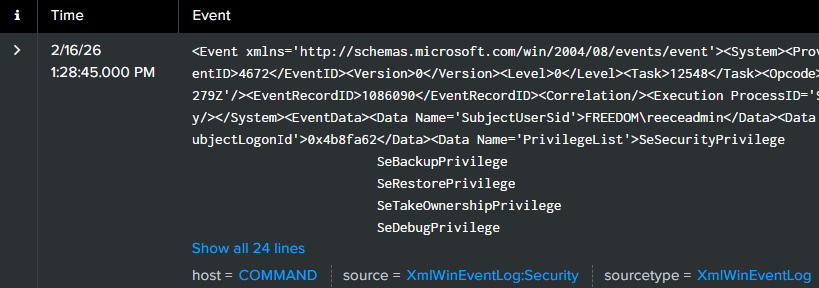 i Time Event
2/16/26 <Event xmlns='http://schemas.microsoft.com/win/2004/08/events/event'><System><Prov
1:28:45.000 PM entID>4672</EventID><Version>0</Version><Level>0</Level><Task>12548</Task><Opcode>
279Z'/><EventRecordID>1086090</EventRecordID><Correlation/><Execution ProcessID='
y/></System><EventData><Data Name='SubjectUserSid'>FREEDOM\reeceadmin</Data><Data
ubjectLogonId'>0x4b8fa62</Data><Data Name='PrivilegeList'>SeSecurityPrivilege
SeBackupPrivilege
SeRestorePrivilege
SeTakeOwnershipPrivilege
SeDebugPrivilege
Show all 24 lines
host = COMMAND source = XmlWinEventLog:Security sourcetype = XmlWinEventLog